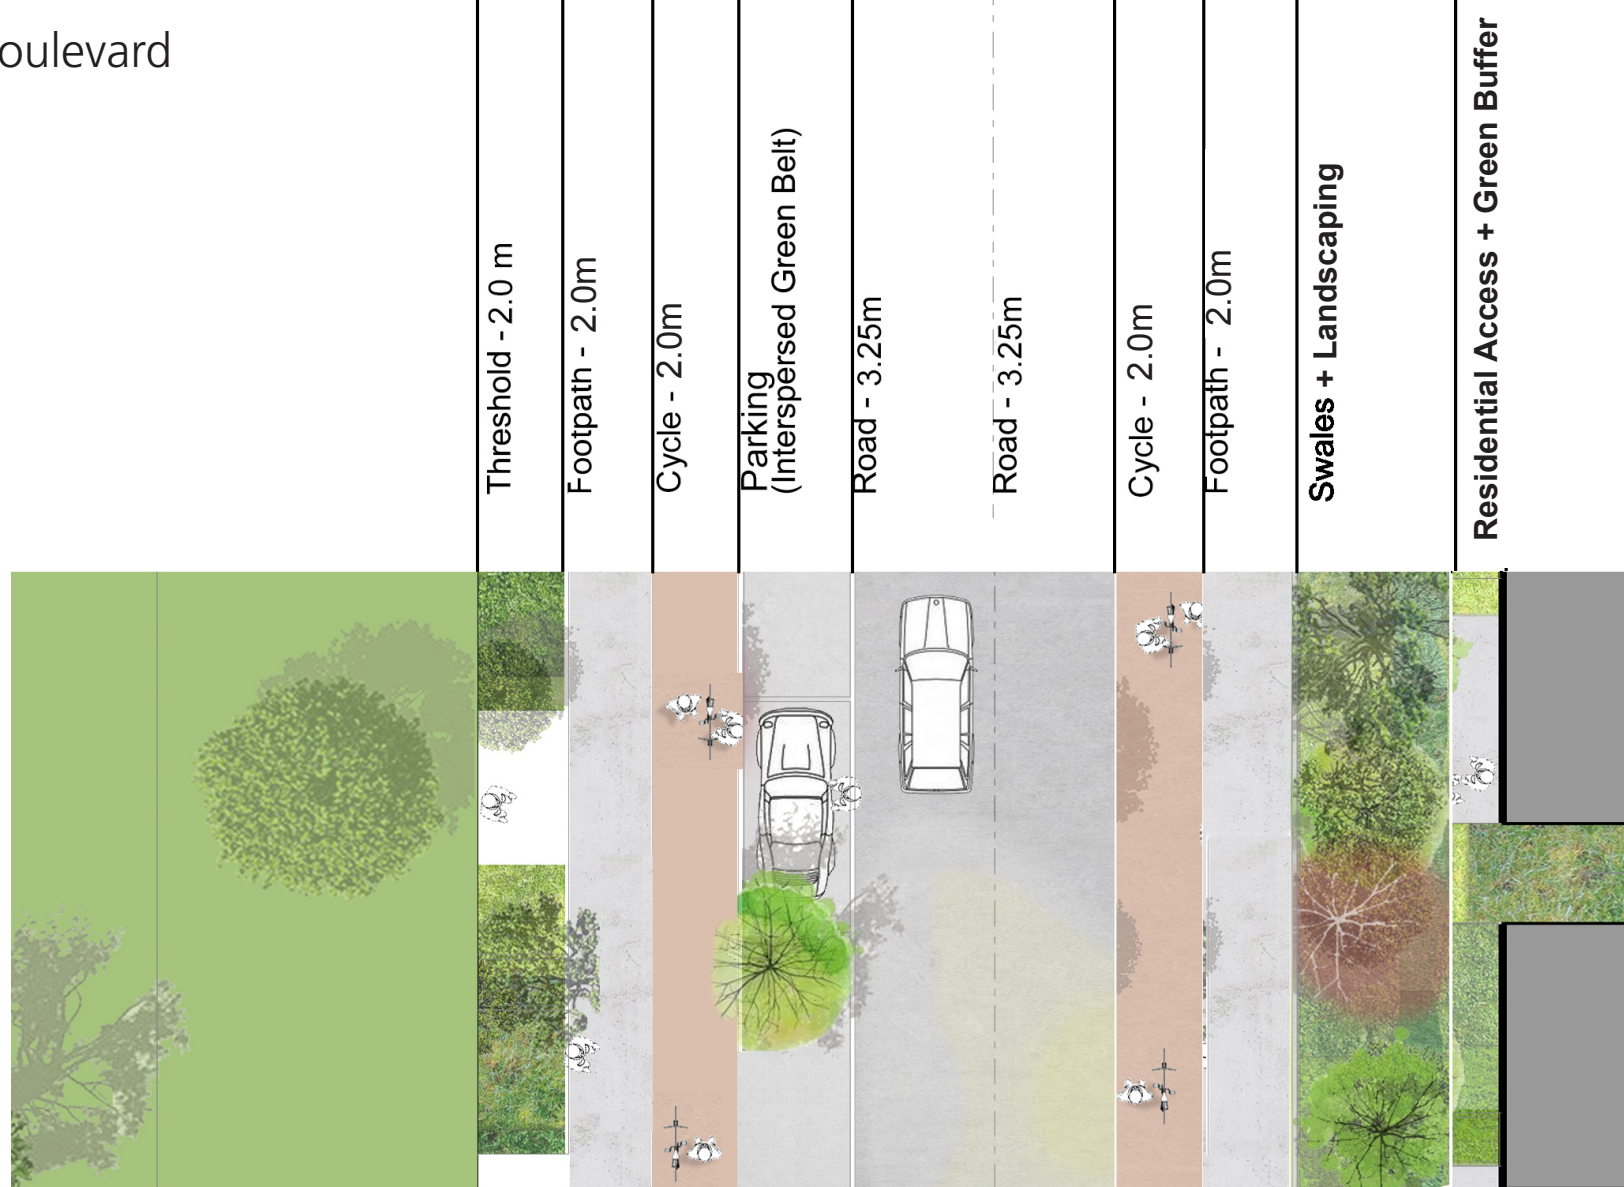 oulevard
Threshold - 2.0 m
Footpath - 2.0m
Cycle - 2.0m
Parking
(Interspersed Green Belt)
Road - 3.25m
Road - 3.25m
Cycle - 2.0m
Footpath - 2.0m
Swales + Landscaping
Residential Access + Green Buffer